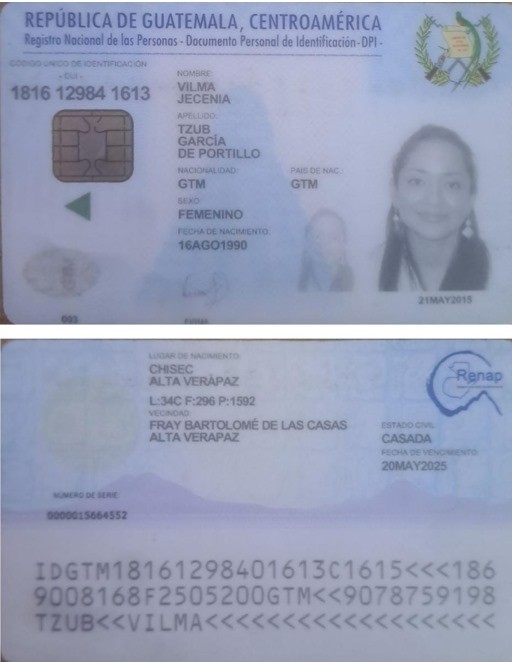 REPÚBLICA DE GUATEMALA, CENTROAMÉRICA
Registro Nacional de las Personas - Documento Personal de Identificación-DPI -
CÓDIGO ÚNICO DE IDENTIFICACIÓN
- CUI -
1816 12984 1613
NOMBRE:
VILMA
JECENIA
APELLIDO:
TZUB
GARCÍA
DE PORTILLO
NACIONALIDAD:
PAIS DE NAC.:
GTM
GTM
SEXO:
FEMENINO
FECHA DE NACIMIENTO:
16AGO1990
21MAY2015
003
FIRMA
LUGAR DE NACIMIENTO:
CHISEC
ALTA VERAPAZ
L:34C F:296 P:1592
VECINDAD
FRAY BARTOLOMÉ DE LAS CASAS
ALTA VERAPAZ
Renap
ESTADO CIVIL:
CASADA
FECHA DE VENCIMIENTO:
20MAY2025
NÚMERO DE SERIE:
0000015664552
IDGTM18161298401613C1615<<<186
9008168F2505200GTM<<9078759198
TZUB<<VILMA<<<<<<<<<<<<<<<<<<<